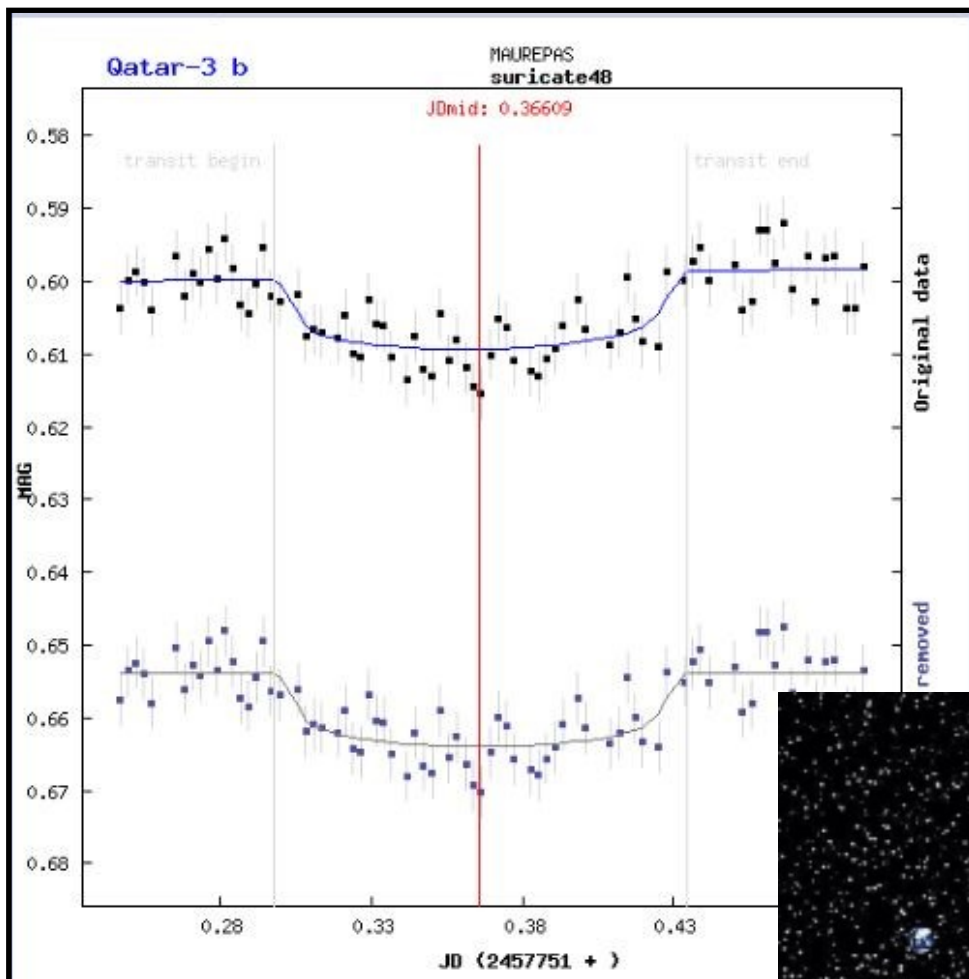 MAUREPAS
Qatar-3 b
suricate48
JDmid: 0.36609
transit begin
transit end
0.58
0.59
0.60
0.61
0.62
0.63
0.64
0.65
0.66
0.67
0.68
MAG
Original data
removed
0.28
0.33
0.38
0.43
JD (2457751 + )